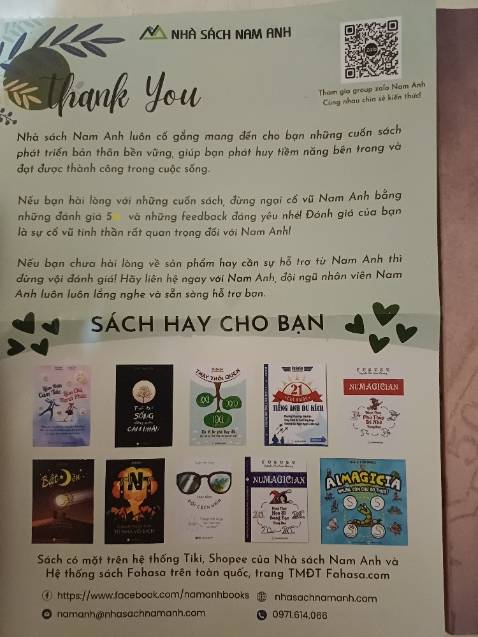 NHÀ SÁCH NAM ANH
Thank You
Tham gia group zalo Nam Anh
Cùng nhau chia sẻ kiến thức!
Nhà sách Nam Anh luôn cố gắng mang đến cho bạn những cuốn sách
phát triển bản thân bền vững, giúp bạn phát huy tiềm năng bên trong và
đạt được thành công trong cuộc sống.
Nếu bạn hài lòng với những cuốn sách, đừng ngại cổ vũ Nam Anh bằng
những đánh giá 5 và những feedback đáng yêu nhé! Đánh giá của bạn
là sự cổ vũ tinh thần rất quan trọng đối với Nam Anh!
Nếu bạn chưa hài lòng về sản phẩm hay cần sự hỗ trợ từ Nam Anh thì
đừng vội đánh giá! Hãy liên hệ ngay với Nam Anh, đội ngũ nhân viên Nam
Anh luôn luôn lắng nghe và sẵn sàng hỗ trợ bạn.
SÁCH HAY CHO BẠN
THAY THÓI QUEN
21
TIẾNG ANH DU KÍCH
NUMAGICIAN
SỐNG
TNT
NUMAGICIAN
ALMAGICIA
Sách có mặt trên hệ thống Tiki, Shopee của Nhà sách Nam Anh và
Hệ thống sách Fahasa trên toàn quốc, trang TMĐT Fahasa.com
https://www.facebook.com/namanhbooks nhasachnamanh.com
namanh@nhasachnamanh.com 0971.614.066